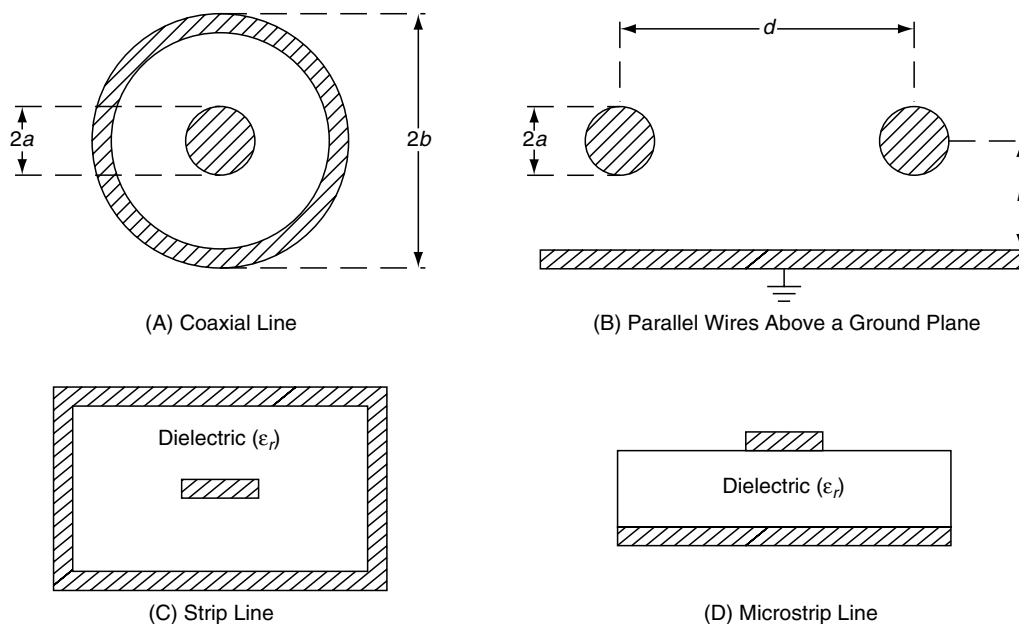 d
2a
2b
2a
(A) Coaxial Line
(B) Parallel Wires Above a Ground Plane
Dielectric (εr)
Dielectric (εr)
(C) Strip Line
(D) Microstrip Line